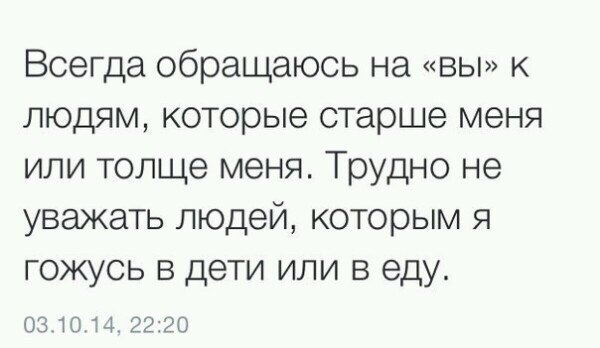 Всегда обращаюсь на «вы» к
людям, которые старше меня
или толще меня. Трудно не
уважать людей, которым я
гожусь в дети или в еду.
03.10.14, 22:20